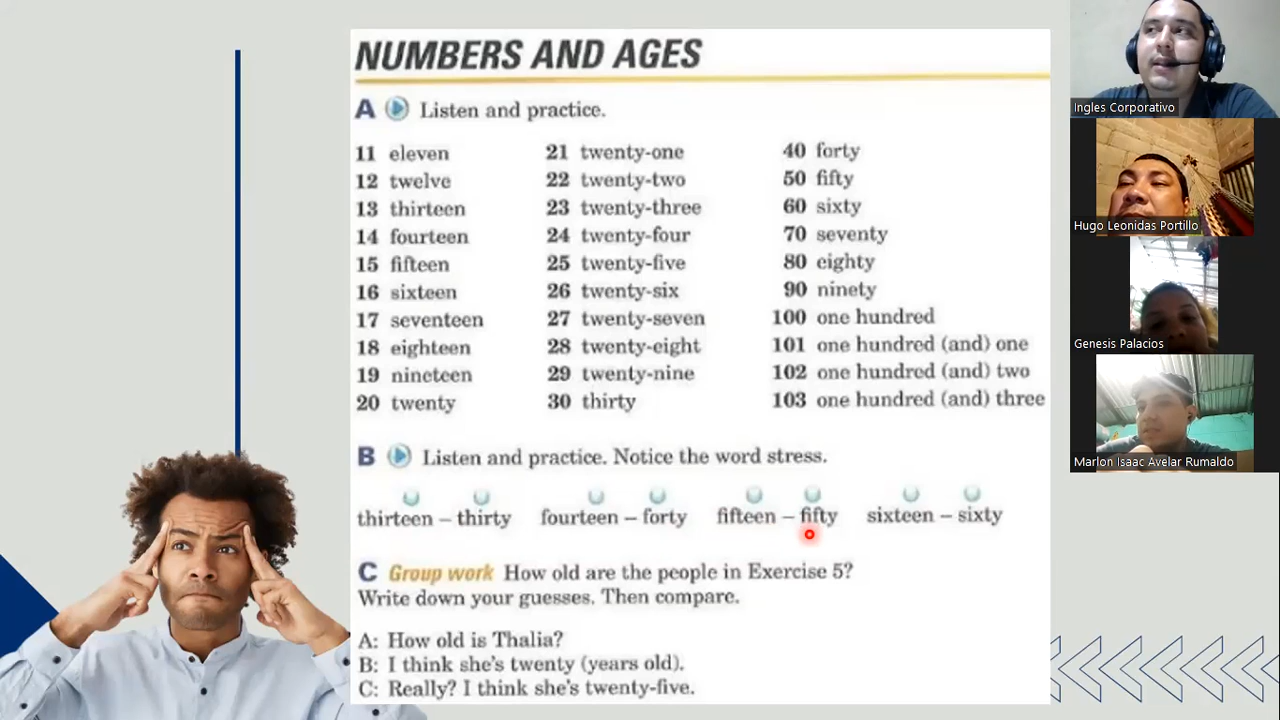 NUMBERS AND AGES
A Listen and practice.
11 eleven
12 twelve
13 thirteen
14 fourteen
15 fifteen
16 sixteen
17 seventeen
18 eighteen
19 nineteen
20 twenty
21 twenty-one
22 twenty-two
23 twenty-three
24 twenty-four
25 twenty-five
26 twenty-six
27 twenty-seven
28 twenty-eight
29 twenty-nine
30 thirty
40 forty
50 fifty
60 sixty
70 seventy
80 eighty
90 ninety
100 one hundred
101 one hundred (and) one
102 one hundred (and) two
103 one hundred (and) three
B Listen and practice. Notice the word stress.
thirteen – thirty fourteen – forty fifteen – fifty sixteen – sixty
C Group work How old are the people in Exercise 5?
Write down your guesses. Then compare.
A: How old is Thalia?
B: I think she's twenty (years old).
C: Really? I think she's twenty-five.
Ingles Corporativo
Hugo Leonidas Portillo
Genesis Palacios
Marlon Isaac Avelar Rumaldo